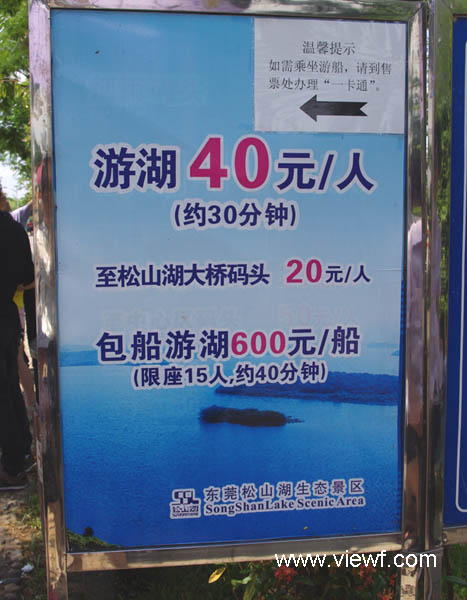 温馨提示
如需乘坐游船，请到售
票处办理“一卡通”。
游湖 40元/人
(约30分钟)
至松山湖大桥码头 20元/人
包船游湖600元/船
(限座15人,约40分钟)
松山湖
东莞松山湖生态景区
SongShanLake Scenic Area
www.viewf.com